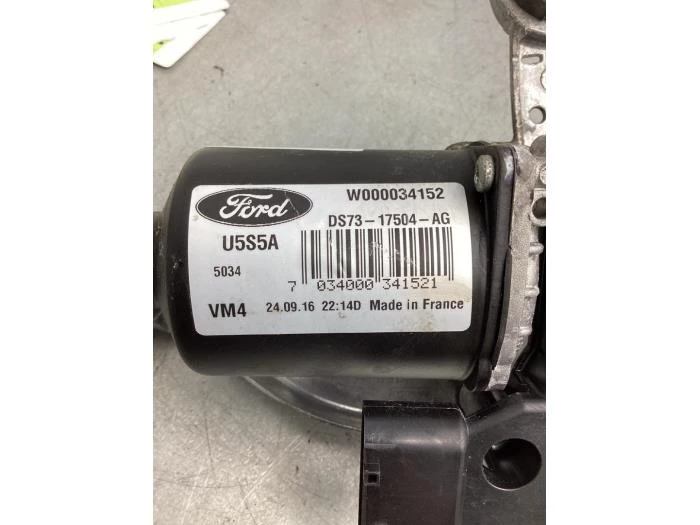 Ford
W000034152
DS73-17504-AG
U5S5A
5034
7 034000 341521
VM4 24.09.16 22:14D Made in France